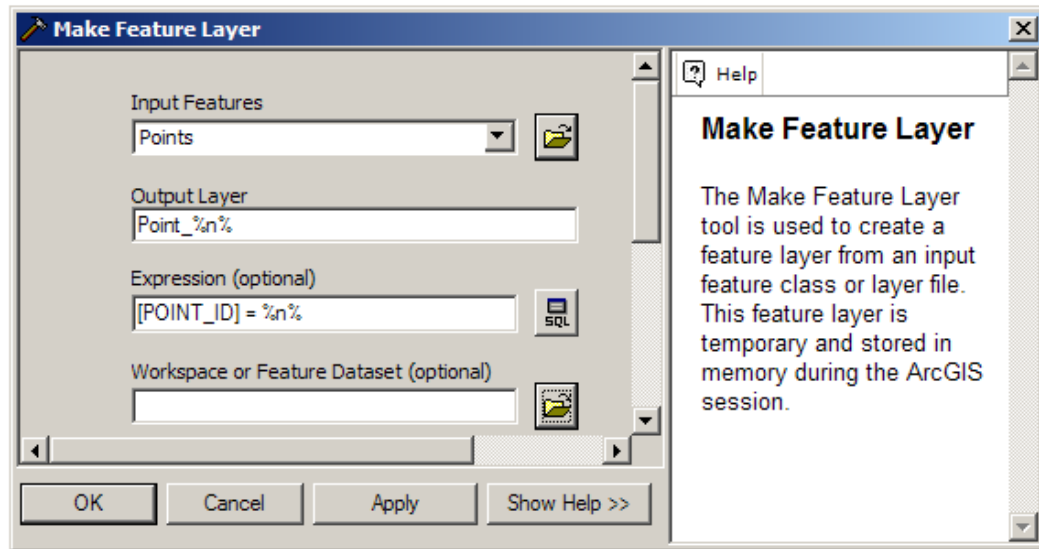 Make Feature Layer
Input Features
Points
Output Layer
Point_%n%
Expression (optional)
[POINT_ID] = %n%
SQL
Workspace or Feature Dataset (optional)
OK
Cancel
Apply
Show Help >>
Help
Make Feature Layer
The Make Feature Layer
tool is used to create a
feature layer from an input
feature class or layer file.
This feature layer is
temporary and stored in
memory during the ArcGIS
session.